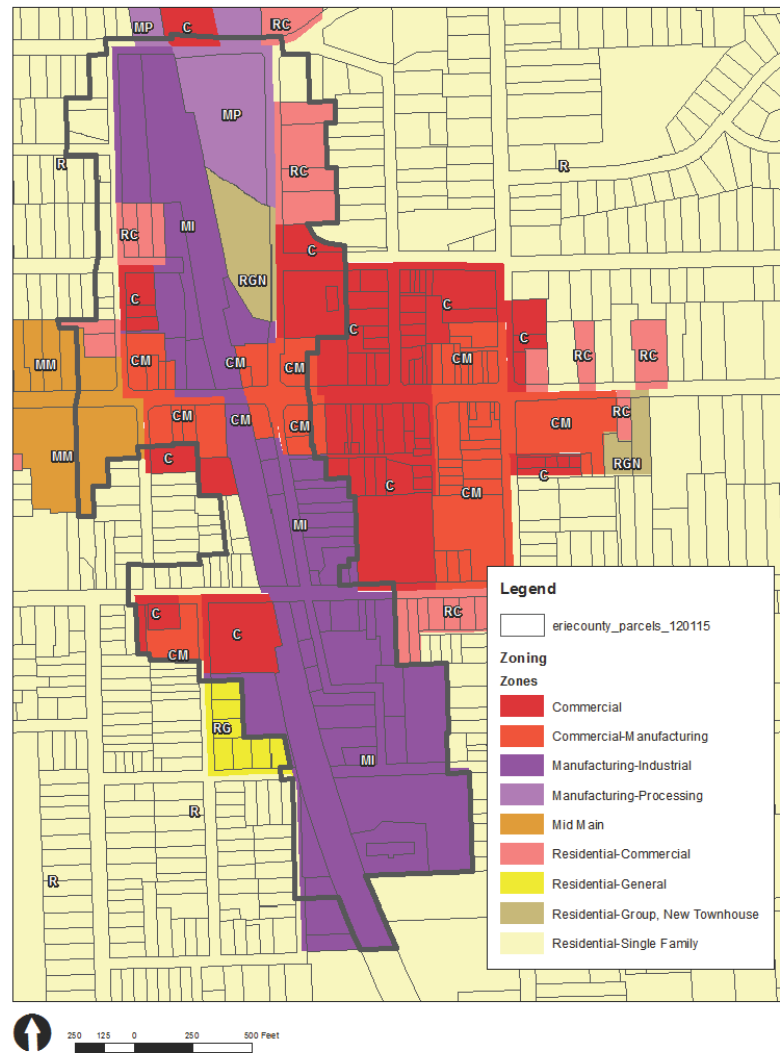 MP
C
RC
MP
R
RC
R
RC
MI
C
RGN
C
C
C
C
MM
CM
CM
CM
CM
RC
RC
CM
CM
CM
CM
RC
MM
C
C
RGN
C
MI
CM
C
RC
C
CM
RG
MI
R
R
Legend
eriecounty_parcels_120115
Zoning
Zones
Commercial
Commercial-Manufacturing
Manufacturing-Industrial
Manufacturing-Processing
Mid Main
Residential-Commercial
Residential-General
Residential-Group, New Townhouse
Residential-Single Family
250 125 0 250 500 Feet